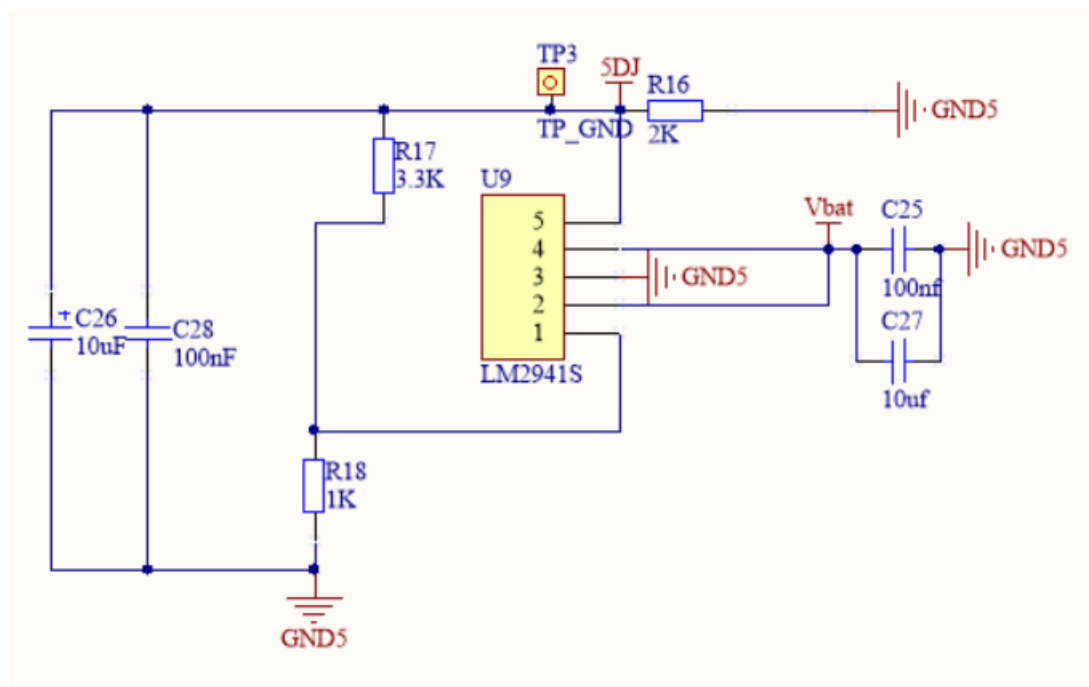 TP3
5DJ
R16
GND5
TP_GND
2K
R17
3.3K
U9
5
4
3
2
1
LM2941S
GND5
Vbat
C25
GND5
100nf
C27
10uf
+
C26
10uF
C28
100nF
R18
1K
GND5